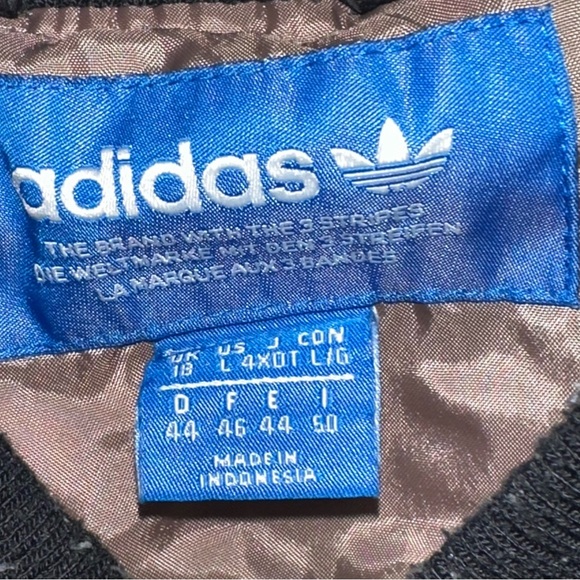 adidas
THE BRAND WITH THE 3 STRIPES
DIE WELTMARKE MIT DEN 3 STREIFEN
LA MARQUE AUX 3 BANDES
UK US J CDN
18 L 4XOT L/G
D F E I
44 46 44 50
MADE IN
INDONESIA